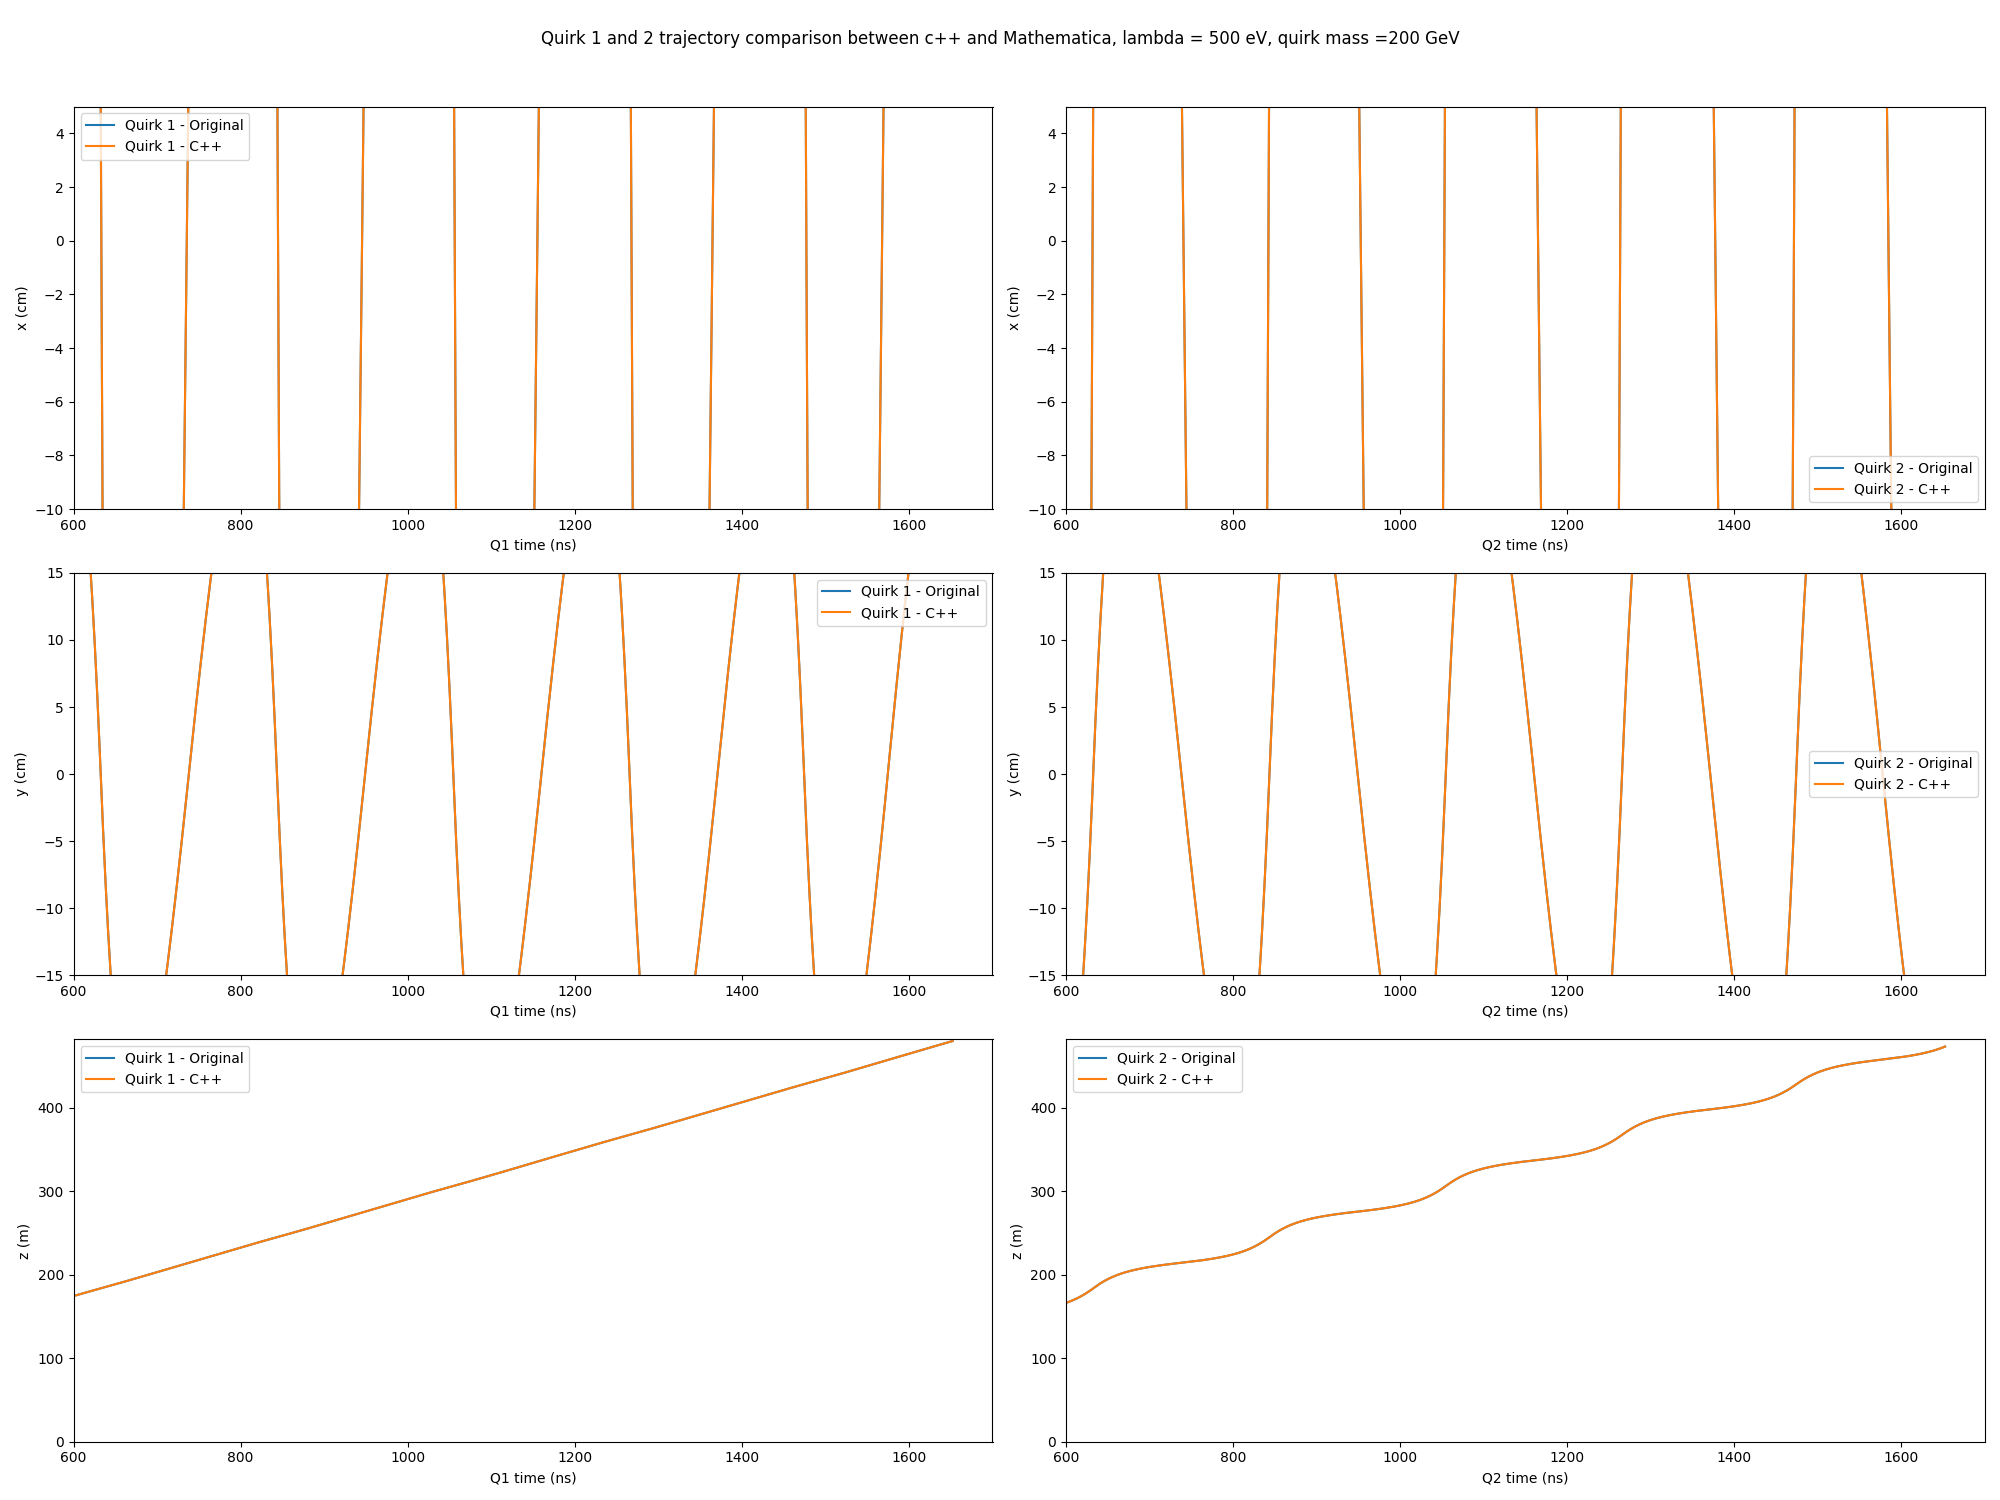 Quirk 1 and 2 trajectory comparison between c++ and Mathematica, lambda = 500 eV, quirk mass =200 GeV
Quirk 1 - Original
Quirk 1 - C++
x (cm)
4
2
0
−2
−4
−6
−8
−10
600 800 1000 1200 1400 1600
Q1 time (ns)
Quirk 2 - Original
Quirk 2 - C++
x (cm)
4
2
0
−2
−4
−6
−8
−10
600 800 1000 1200 1400 1600
Q2 time (ns)
Quirk 1 - Original
Quirk 1 - C++
y (cm)
15
10
5
0
−5
−10
−15
600 800 1000 1200 1400 1600
Q1 time (ns)
Quirk 2 - Original
Quirk 2 - C++
y (cm)
15
10
5
0
−5
−10
−15
600 800 1000 1200 1400 1600
Q2 time (ns)
Quirk 1 - Original
Quirk 1 - C++
z (m)
400
300
200
100
0
600 800 1000 1200 1400 1600
Q1 time (ns)
Quirk 2 - Original
Quirk 2 - C++
z (m)
400
300
200
100
0
600 800 1000 1200 1400 1600
Q2 time (ns)